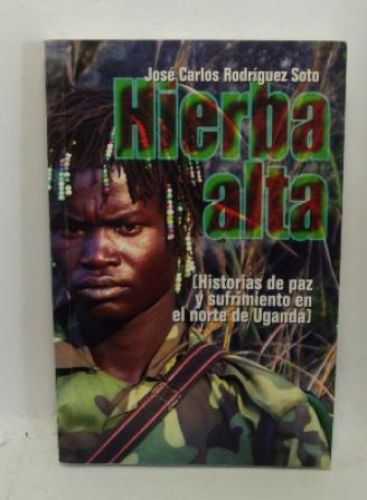 José Carlos Rodríguez Soto
Hierba
alta
(Historias de paz
y sufrimiento en
el norte de Uganda)